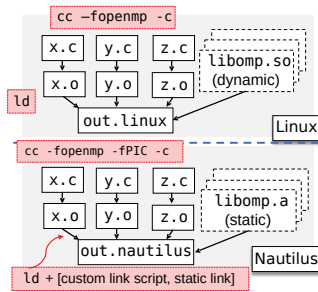 cc –fopenmp -c
x.c y.c z.c
libomp.so
(dynamic)
x.o y.o z.o
ld
out.linux
Linux
cc -fopenmp -fPIC -c
x.c y.c z.c
libomp.a
(static)
x.o y.o z.o
out.nautilus
Nautilus
ld + [custom link script, static link]